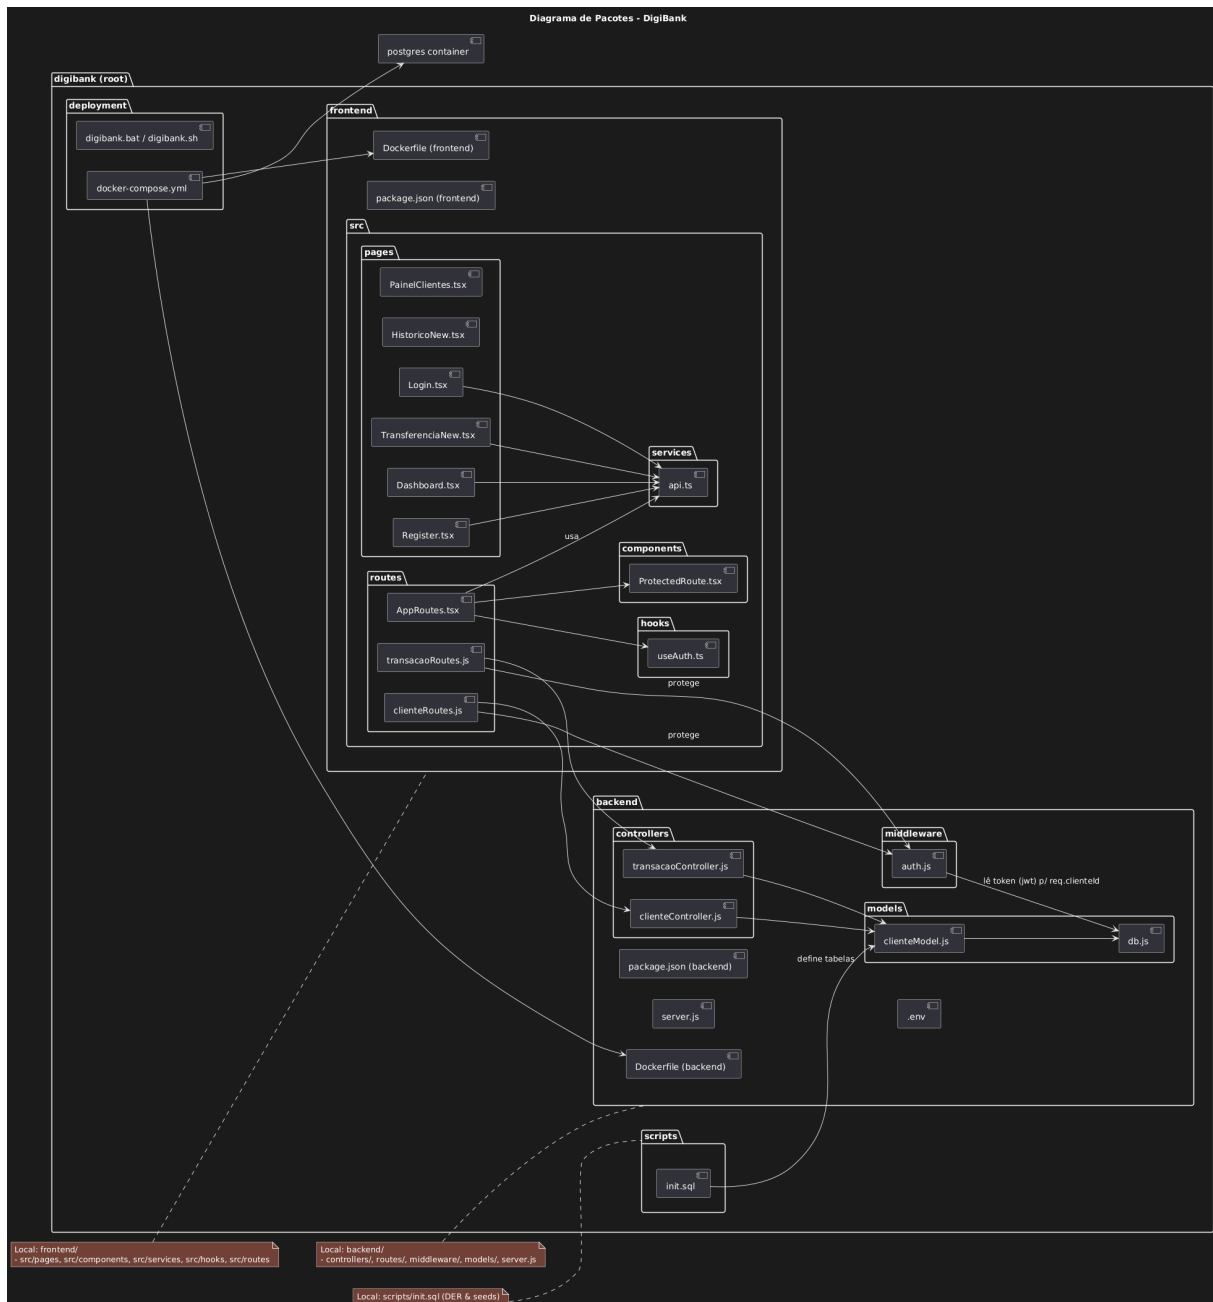 Diagrama de Pacotes - DigiBank
postgres container
digibank (root)
deployment
digibank.bat / digibank.sh
docker-compose.yml
frontend
Dockerfile (frontend)
package.json (frontend)
src
pages
PainelClientes.tsx
HistoricoNew.tsx
Login.tsx
TransferenciaNew.tsx
Dashboard.tsx
Register.tsx
services
api.ts
usa
components
ProtectedRoute.tsx
routes
AppRoutes.tsx
transacaoRoutes.js
clienteRoutes.js
hooks
useAuth.ts
protege
protege
backend
controllers
transacaoController.js
clienteController.js
middleware
auth.js
lê token (jwt) p/ req.clienteId
models
clienteModel.js
db.js
define tabelas
package.json (backend)
server.js
.env
Dockerfile (backend)
scripts
init.sql
Local: frontend/
- src/pages, src/components, src/services, src/hooks, src/routes
Local: backend/
- controllers/, routes/, middleware/, models/, server.js
Local: scripts/init.sql (DER & seeds)